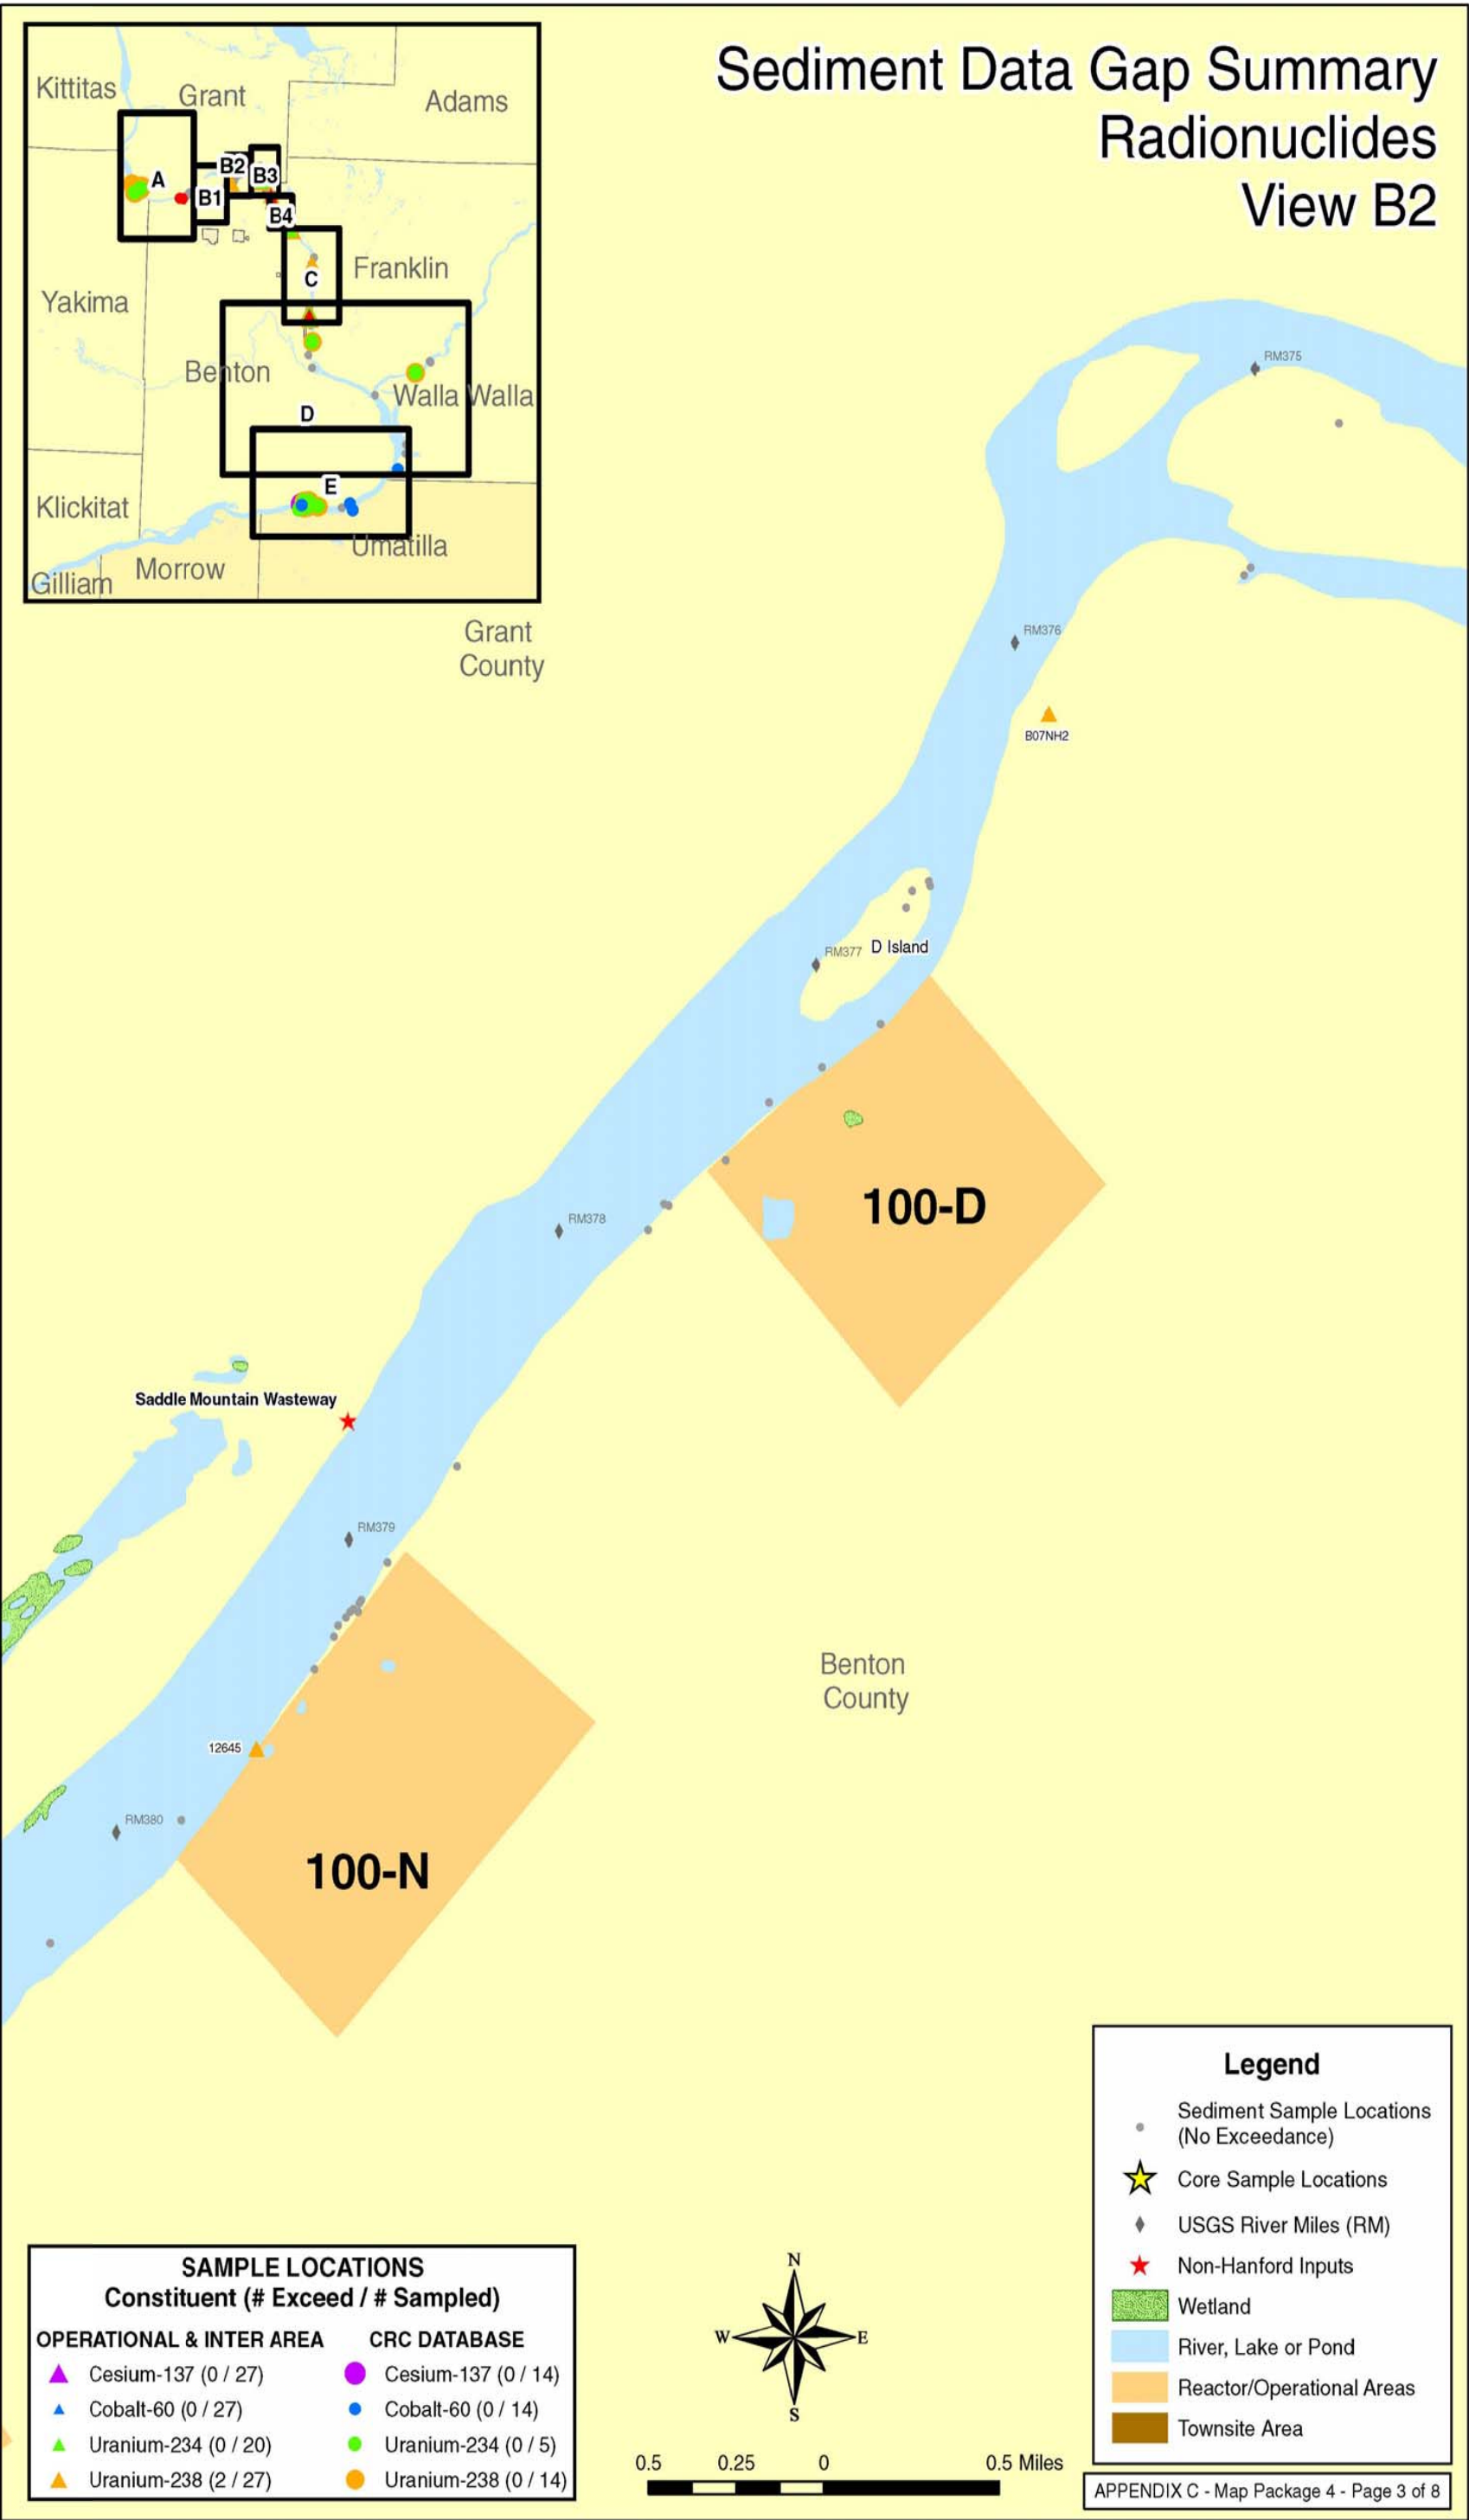 Sediment Data Gap Summary
Radionuclides
View B2
Kittitas
Grant
Adams
A
B2
B3
B1
B4
C
Franklin
Yakima
Benton
Walla Walla
D
E
Klickitat
Umatilla
Morrow
Gilliam
Grant
County
RM375
RM376
B07NH2
RM377
D Island
100-D
RM378
Saddle Mountain Wasteway
RM379
Benton
County
12645
RM380
100-N
Legend
Sediment Sample Locations
(No Exceedance)
Core Sample Locations
USGS River Miles (RM)
Non-Hanford Inputs
Wetland
River, Lake or Pond
Reactor/Operational Areas
Townsite Area
SAMPLE LOCATIONS
Constituent (# Exceed / # Sampled)
OPERATIONAL & INTER AREA
Cesium-137 (0 / 27)
Cobalt-60 (0 / 27)
Uranium-234 (0 / 20)
Uranium-238 (2 / 27)
CRC DATABASE
Cesium-137 (0 / 14)
Cobalt-60 (0 / 14)
Uranium-234 (0 / 5)
Uranium-238 (0 / 14)
N
W
E
S
0.5 0.25 0 0.5 Miles
APPENDIX C - Map Package 4 - Page 3 of 8